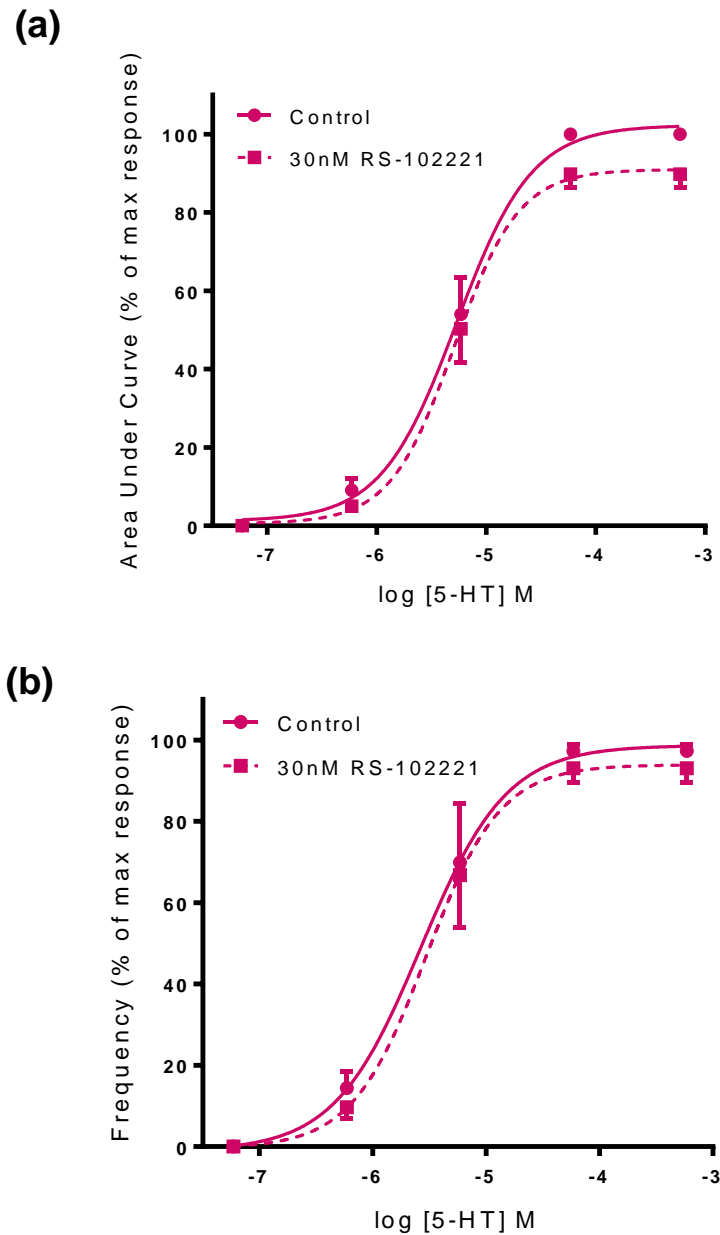 (a)
Control
30nM RS-102221
Area Under Curve (% of max response)
100
80
60
40
20
0
-7
-6
-5
-4
-3
log [5-HT] M
(b)
Control
30nM RS-102221
Frequency (% of max response)
100
80
60
40
20
0
-7
-6
-5
-4
-3
log [5-HT] M